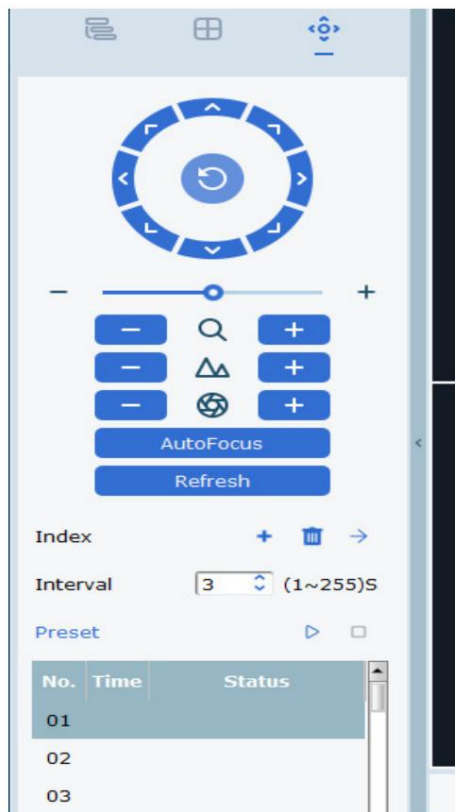 AutoFocus
Refresh
Index
Interval 3 (1~255)S
Preset
No. Time Status
01
02
03